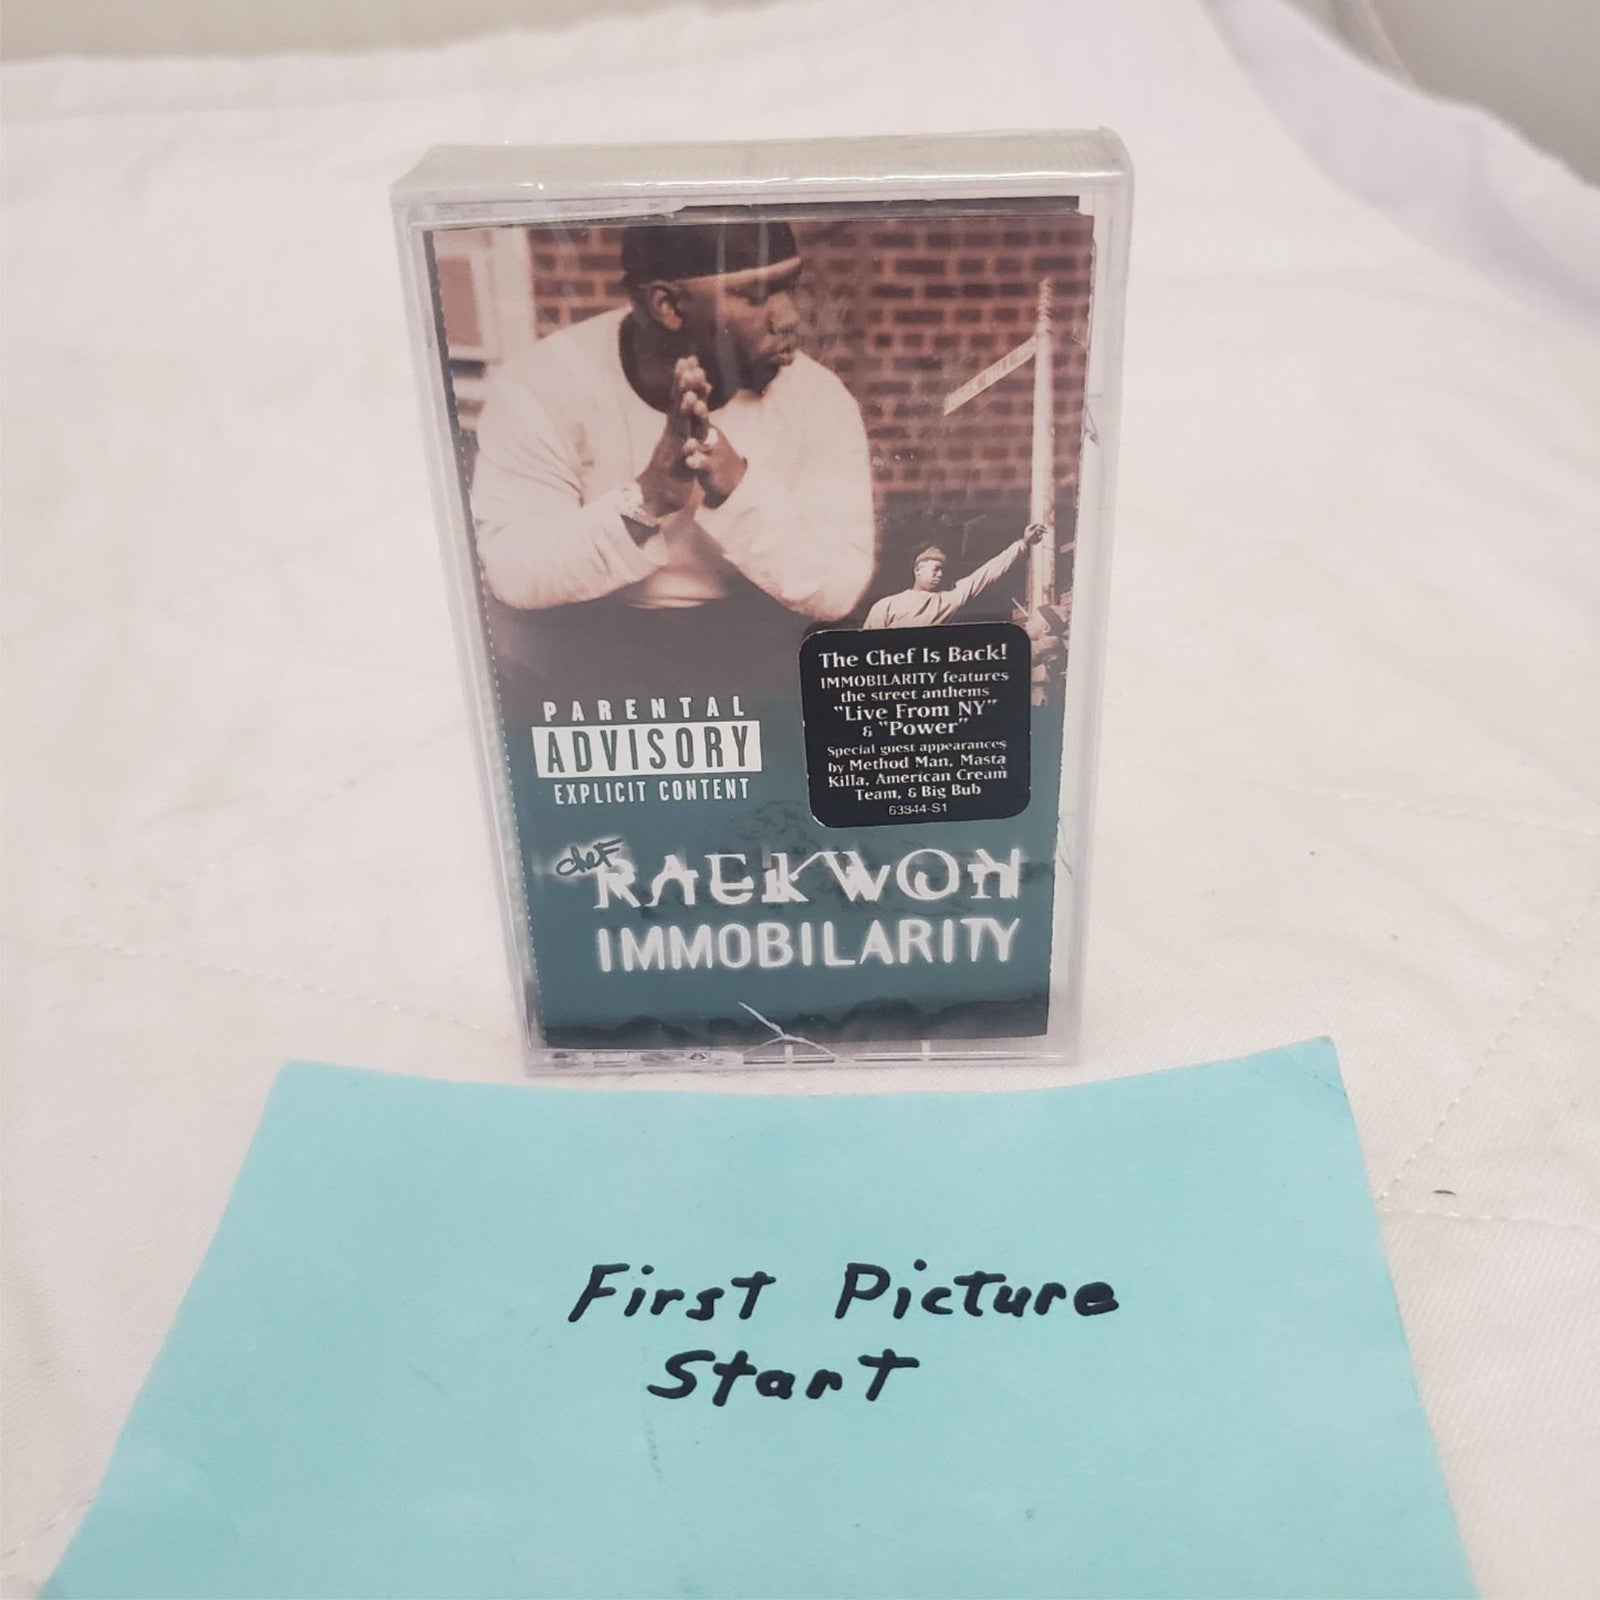 The Chef Is Back!
IMMOBILARITY features
the street anthems
"Live From NY"
& "Power"
Special guest appearances
by Method Man, Masta
Killa, American Cream
Team, & Big Bub
63844-S1
PARENTAL
ADVISORY
EXPLICIT CONTENT
chef
RAEKWON
IMMOBILARITY
First Picture
Start